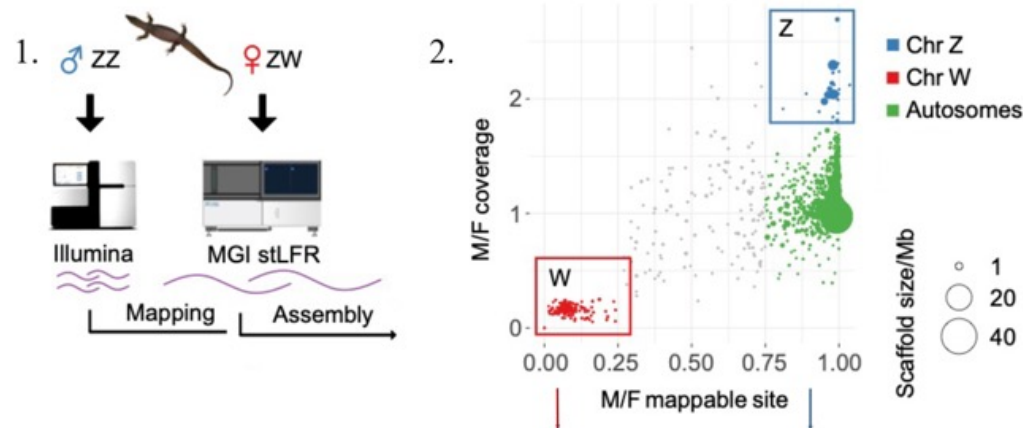 1.
♂ ZZ
♀ ZW
Illumina
MGI stLFR
Mapping
Assembly
2.
M/F coverage
2
1
0
Z
W
0.00 0.25 0.50 0.75 1.00
M/F mappable site
Chr Z
Chr W
Autosomes
Scaffold size/Mb
1
20
40